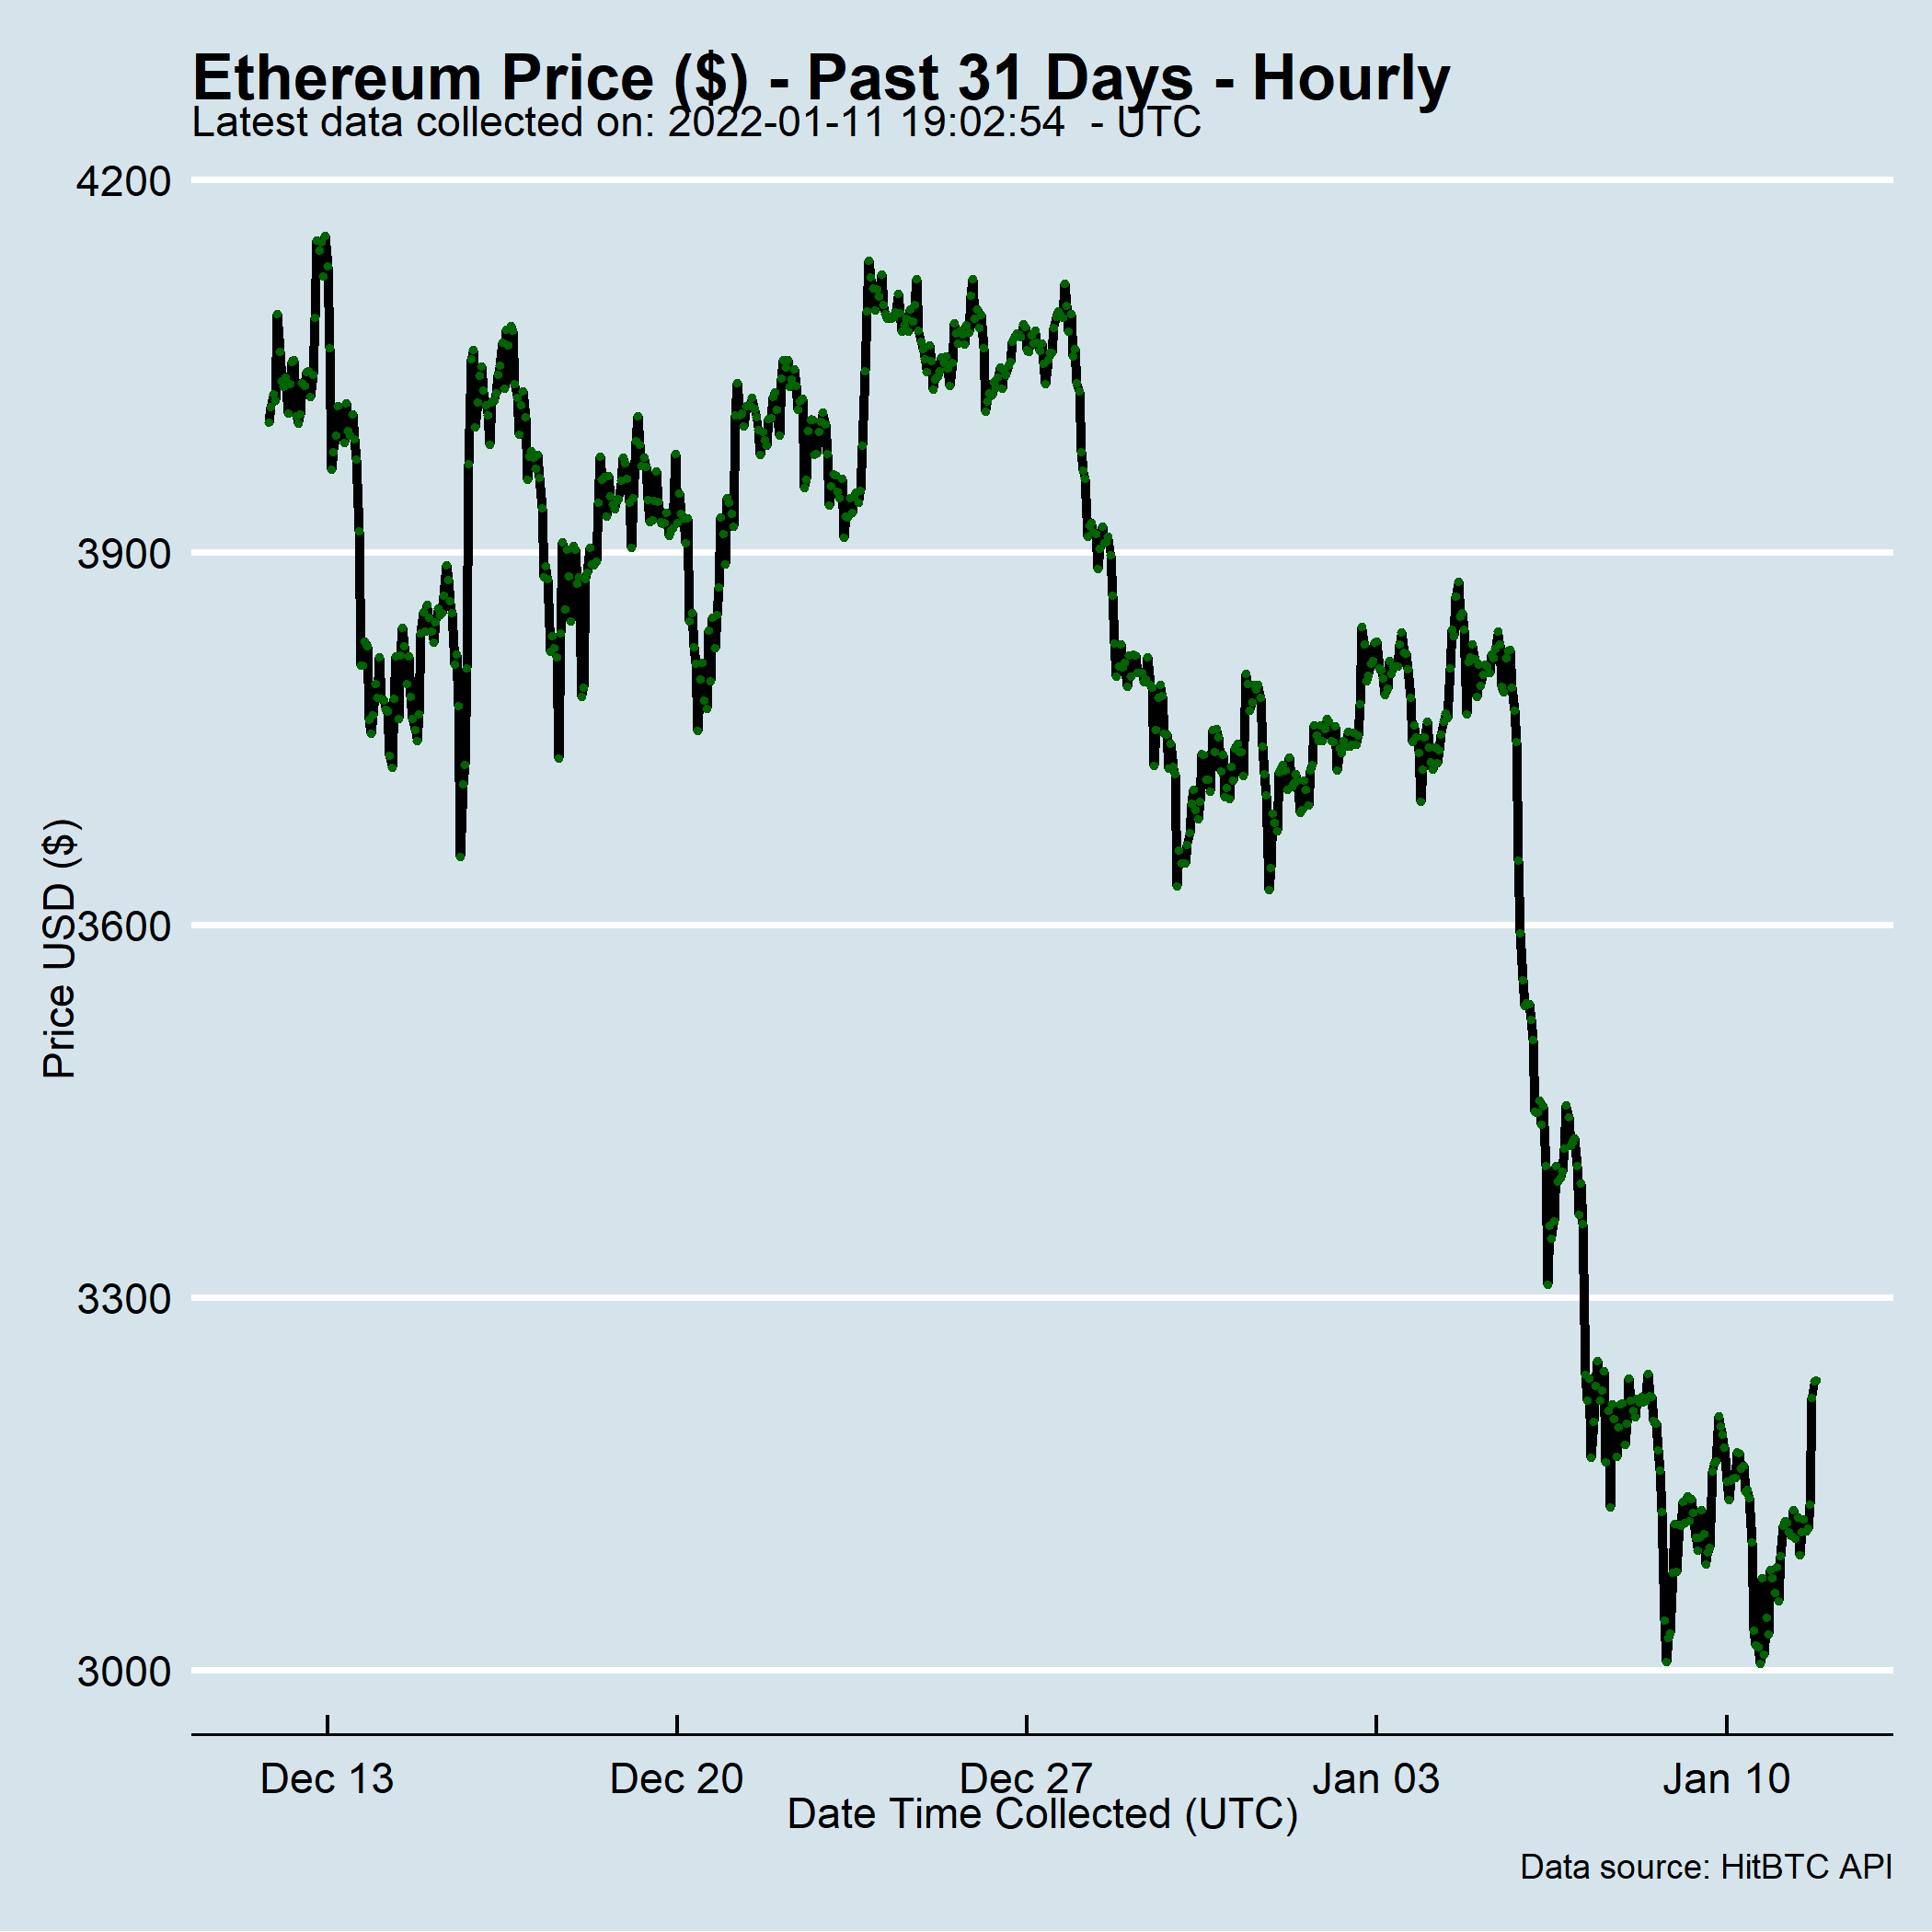 Ethereum Price ($) - Past 31 Days - Hourly
Latest data collected on: 2022-01-11 19:02:54  - UTC
4200
3900
3600
3300
3000
Price USD ($)
Dec 13
Dec 20
Dec 27
Jan 03
Jan 10
Date Time Collected (UTC)
Data source: HitBTC API